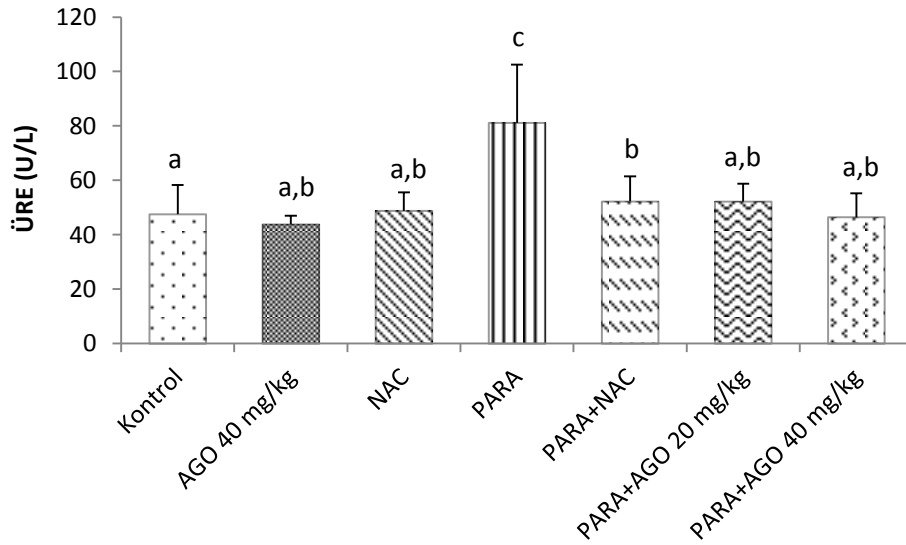 120
100
80
60
40
20
0
ÜRE (U/L)
a
a,b
a,b
c
b
a,b
a,b
Kontrol
AGO 40 mg/kg
NAC
PARA
PARA+NAC
PARA+AGO 20 mg/kg
PARA+AGO 40 mg/kg